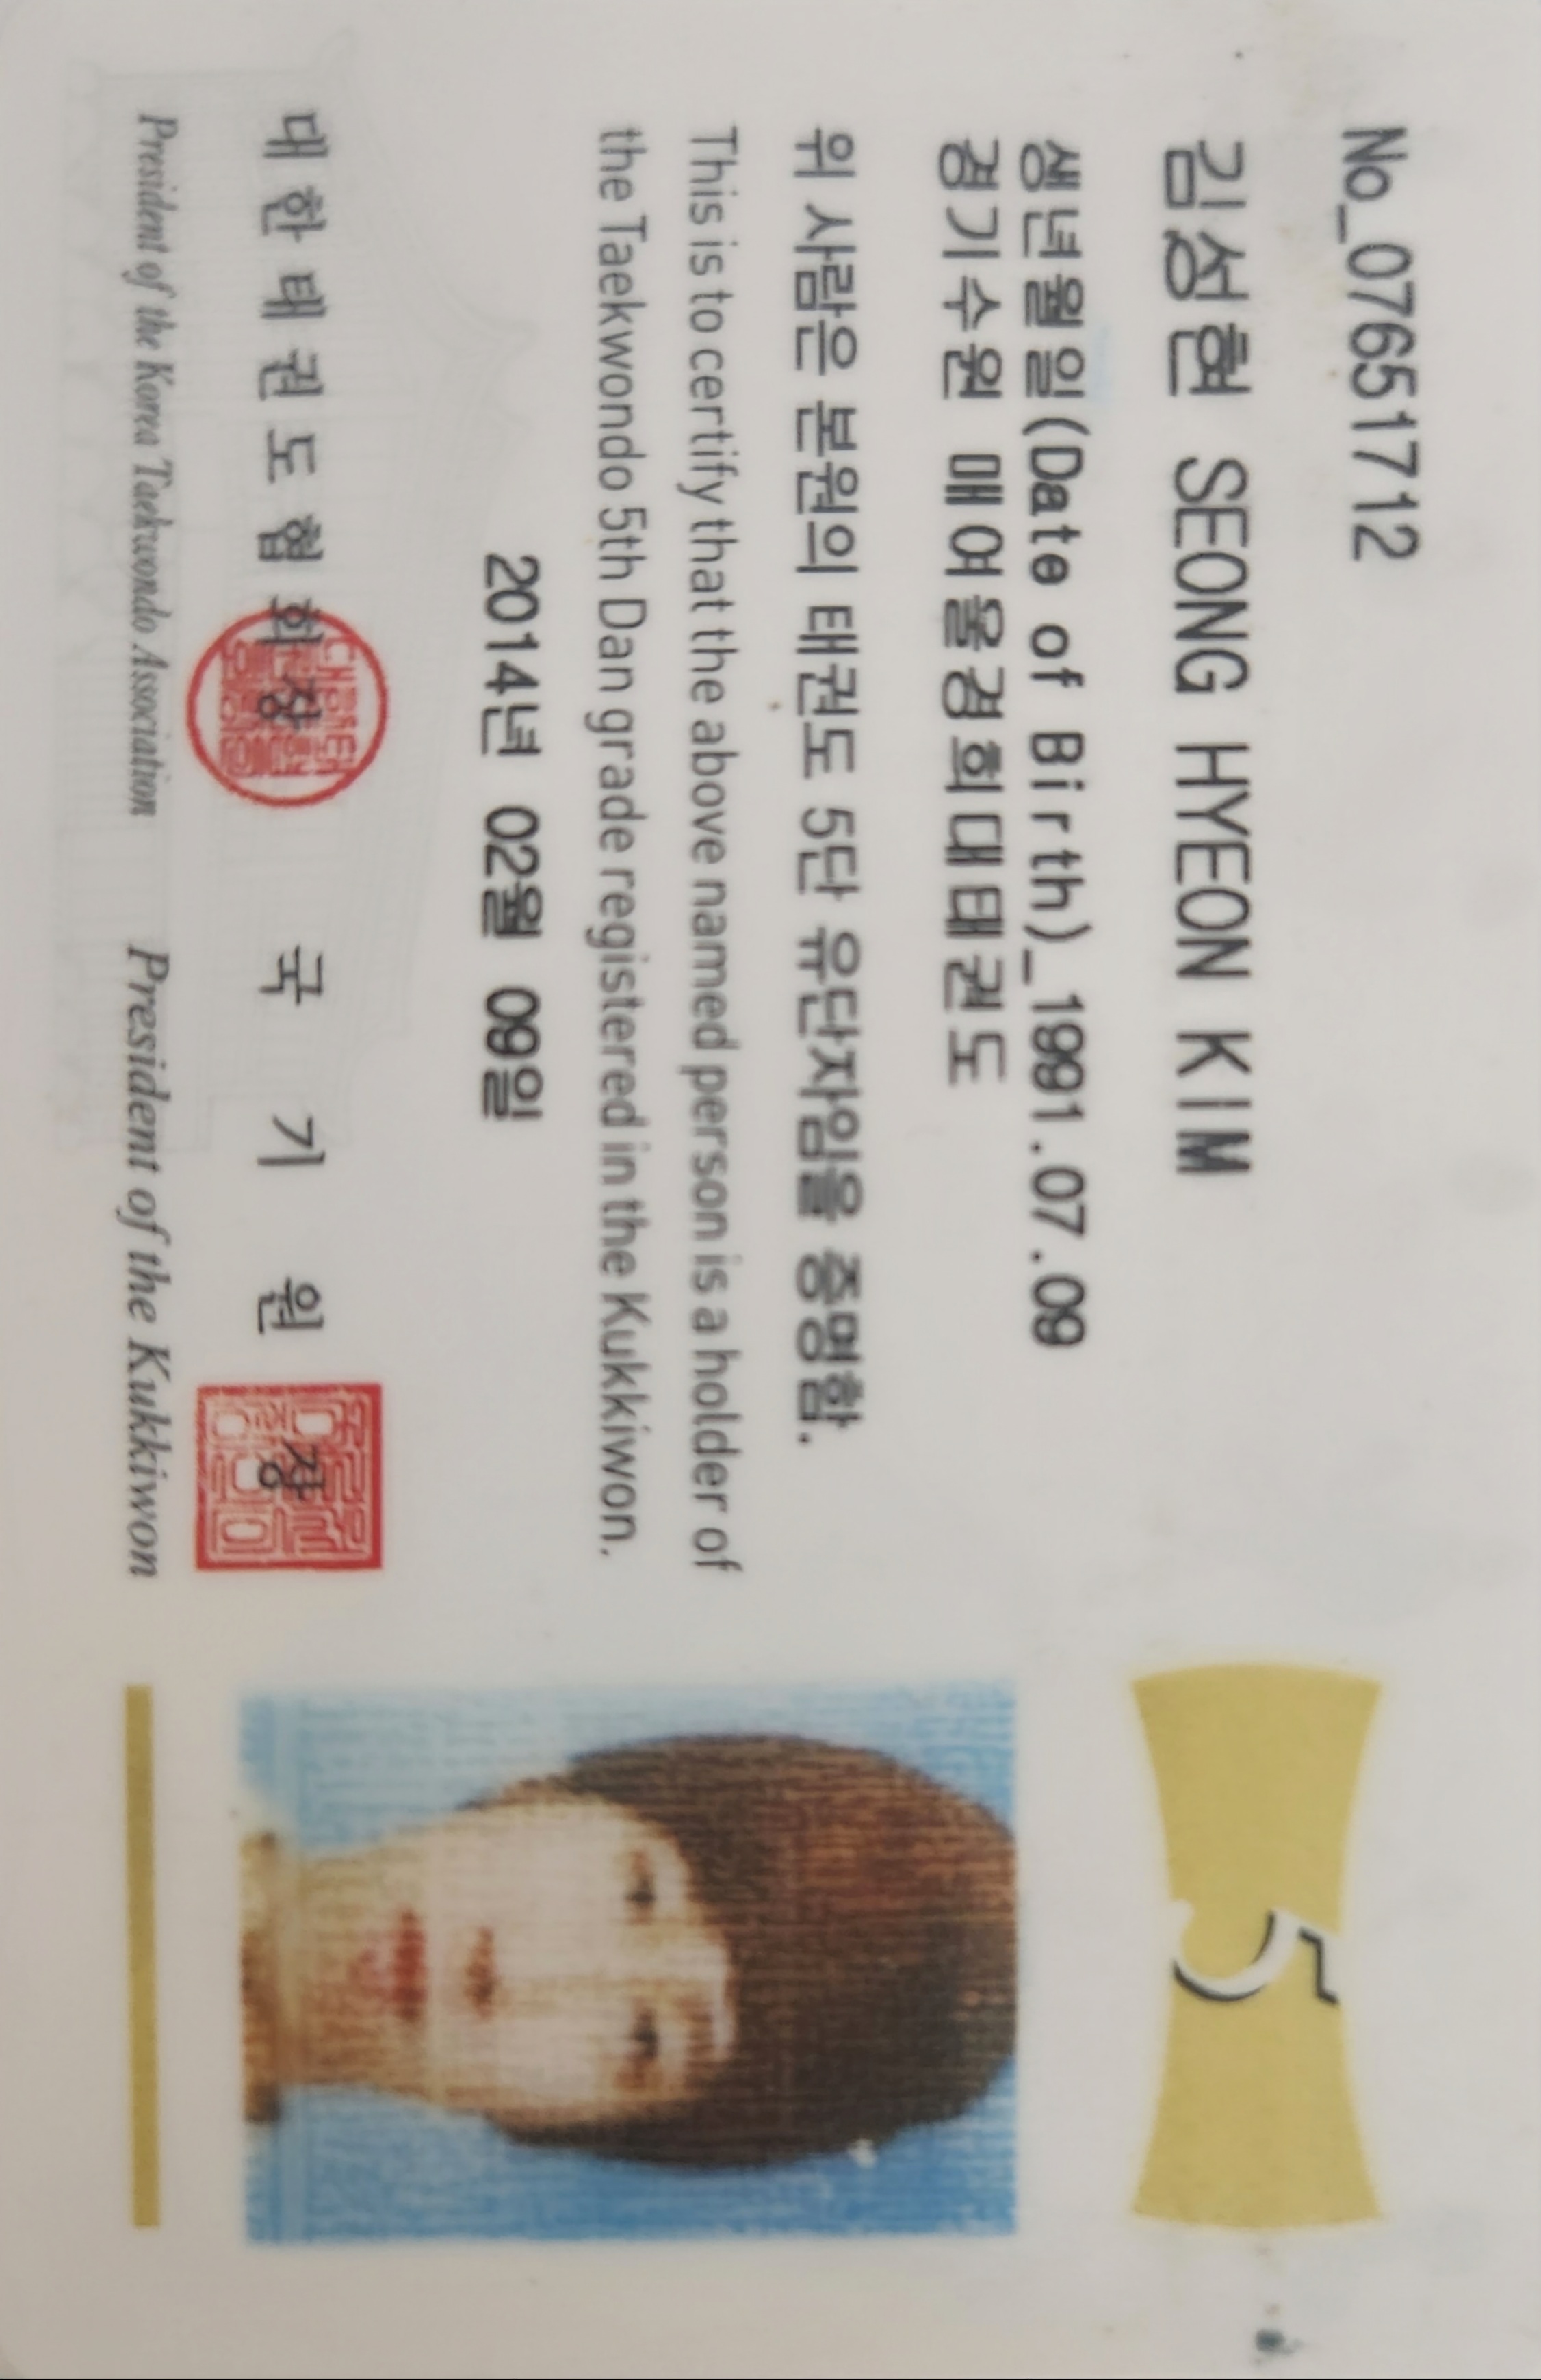 No_07651712
김성현 SEONG HYEON KIM
생년월일(Date of Birth)_1991.07.09
경기수원 매여울경희대태권도
위 사람은 본원의 태권도 5단 유단자임을 증명함.
This is to certify that the above named person is a holder of
the Taekwondo 5th Dan grade registered in the Kukkiwon.
2014년 02월 09일
대한태권도협회장 국기원장
President of the Korea Taekwondo Association President of the Kukkiwon
5